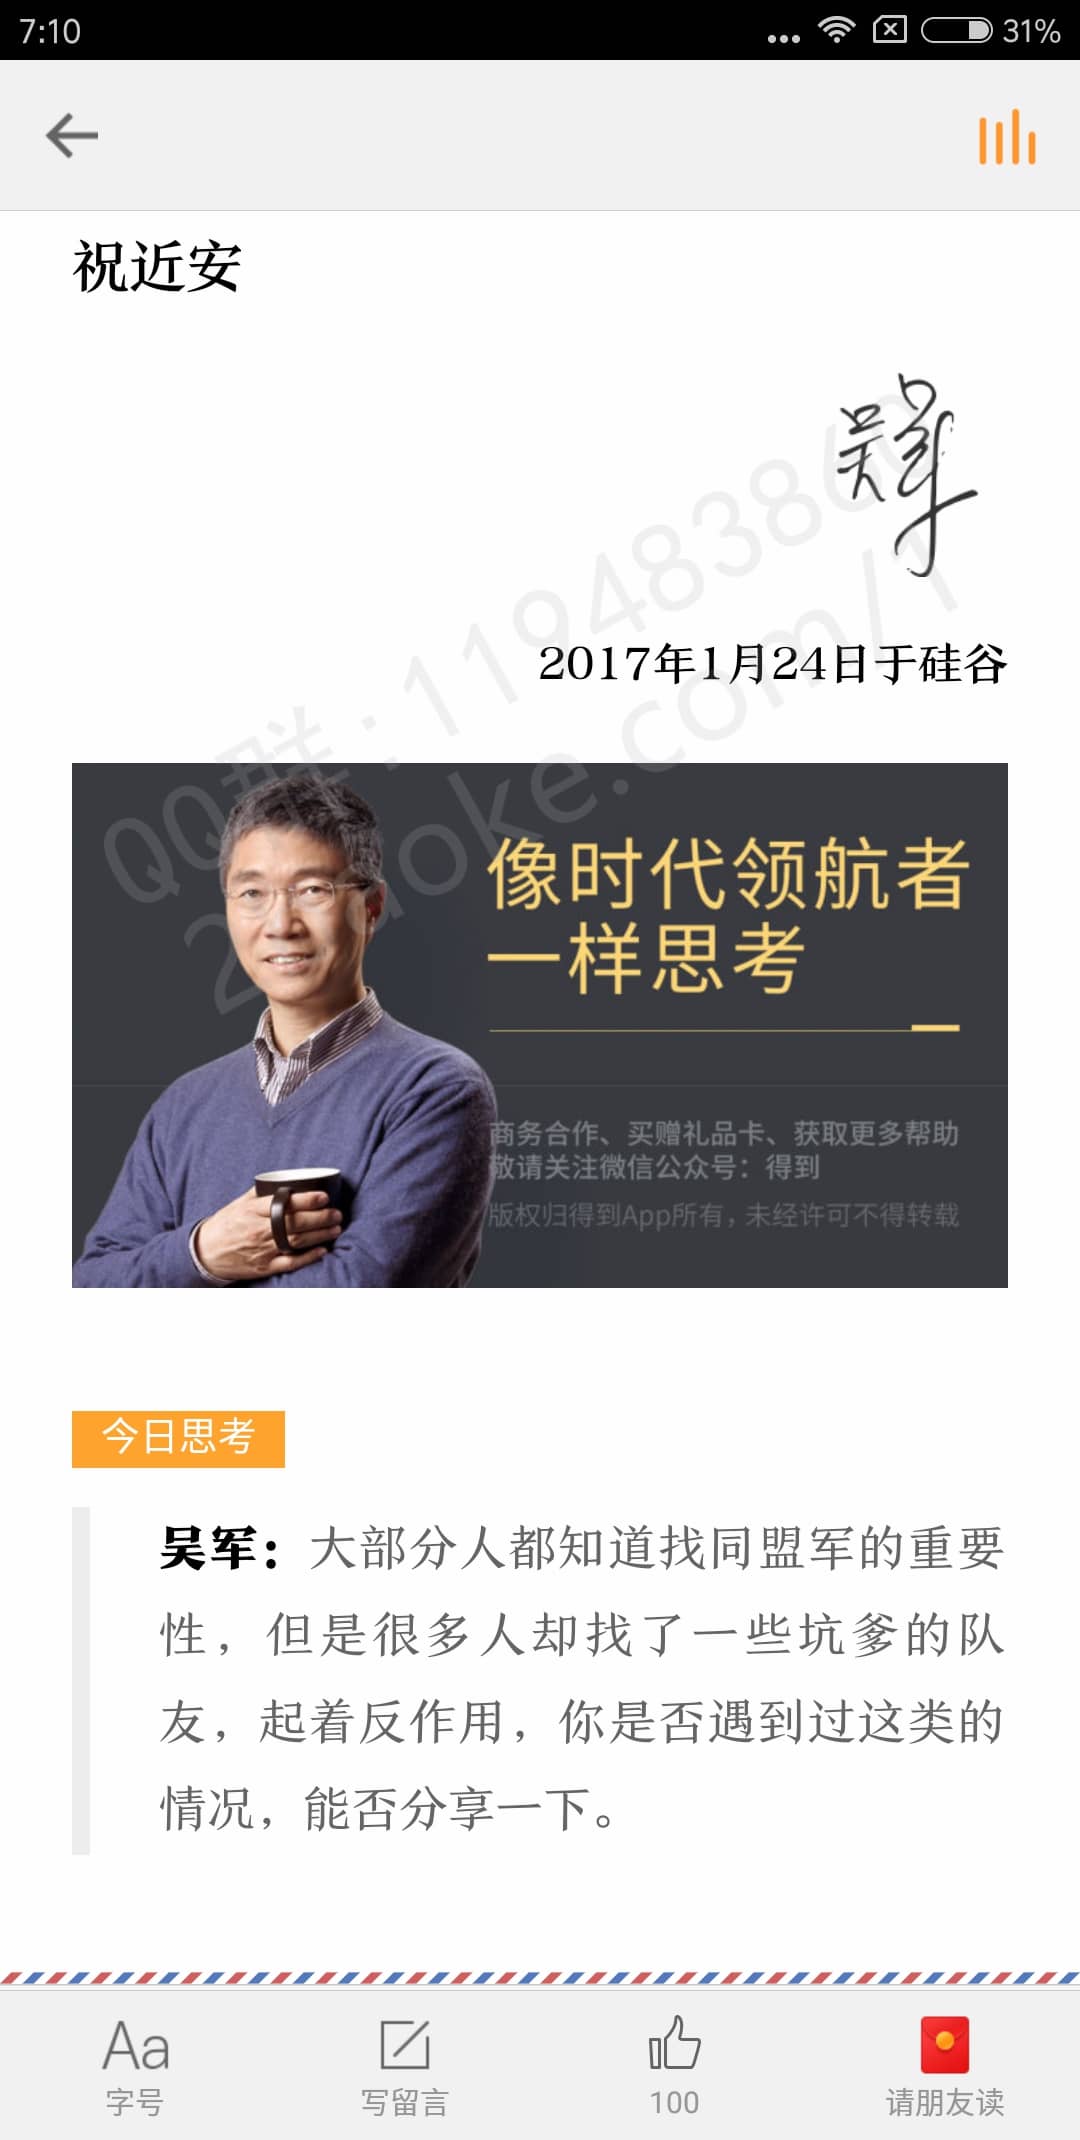 7:10
31%
祝近安
吴军
2017年1月24日于硅谷
QQ群：119483860
像时代领航者
一样思考
商务合作、买赠礼品卡、获取更多帮助
敬请关注微信公众号：得到
版权归得到App所有，未经许可不得转载
今日思考
吴军：大部分人都知道找同盟军的重要
性，但是很多人却找了一些坑爹的队
友，起着反作用，你是否遇到过这类的
情况，能否分享一下。
Aa
字号
写留言
100
请朋友读